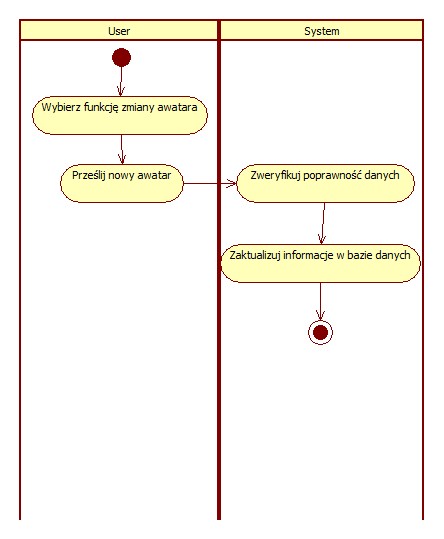 User
System
Wybierz funkcję zmiany awatara
Prześlij nowy awatar
Zweryfikuj poprawność danych
Zaktualizuj informacje w bazie danych